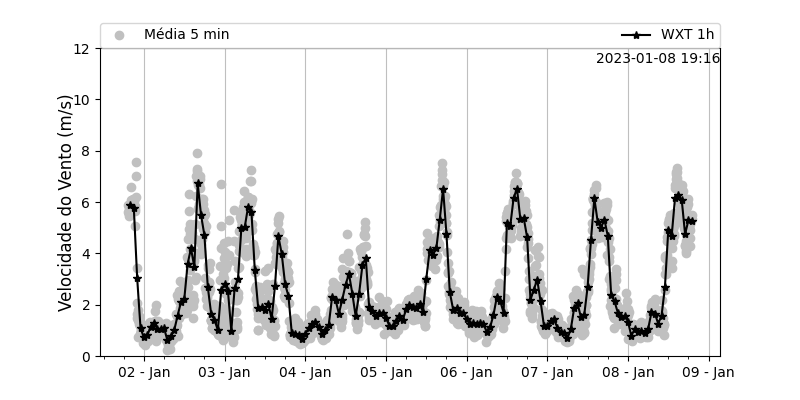 Média 5 min
WXT 1h
2023-01-08 19:16
Velocidade do Vento (m/s)
12
10
8
6
4
2
0
02 - Jan 03 - Jan 04 - Jan 05 - Jan 06 - Jan 07 - Jan 08 - Jan 09 - Jan